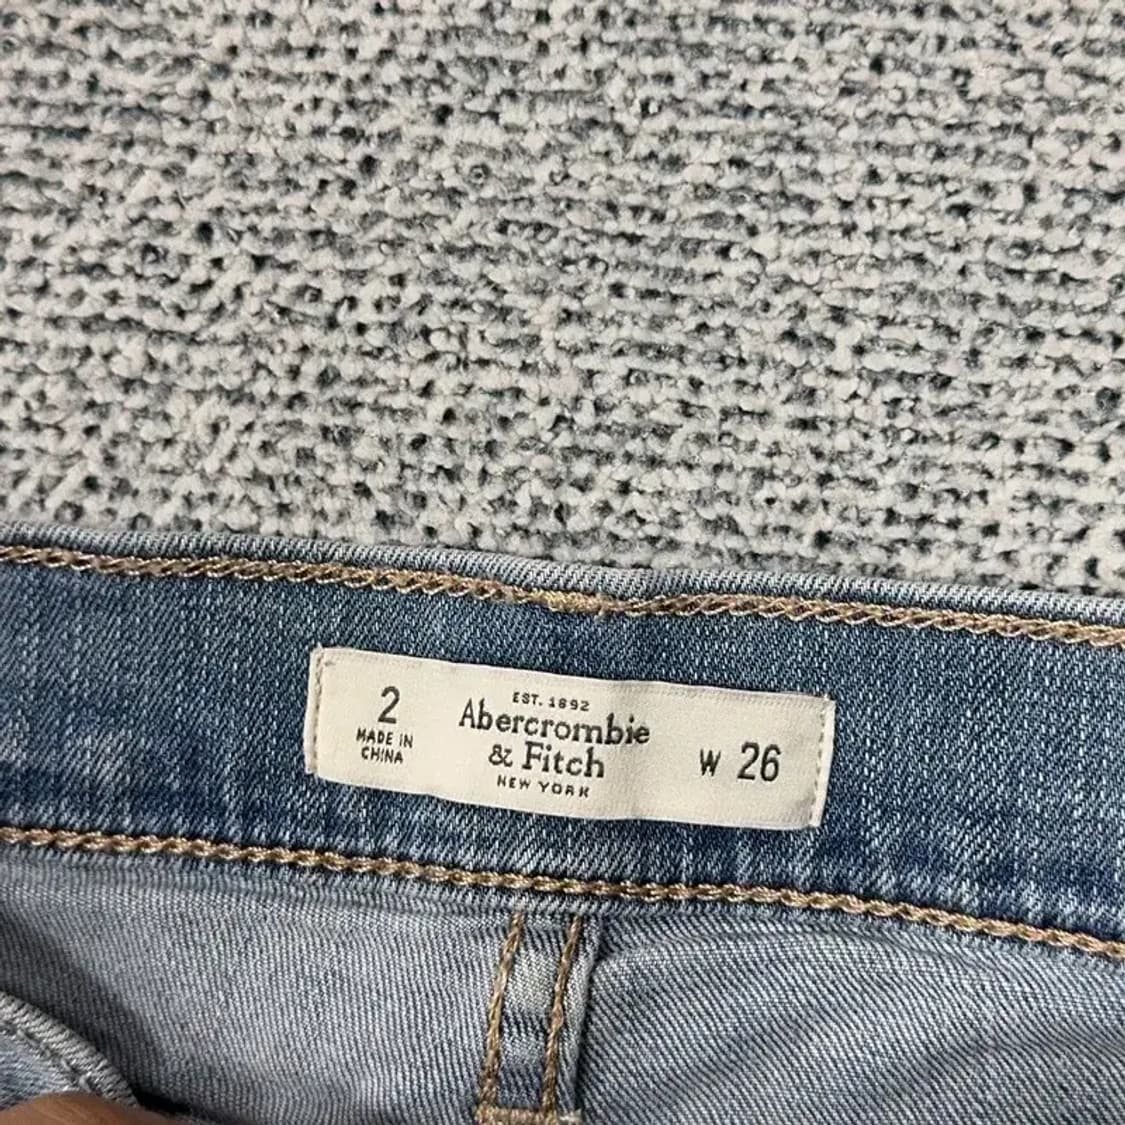 2
MADE IN
CHINA
EST. 1892
Abercrombie
& Fitch
NEW YORK
W 26